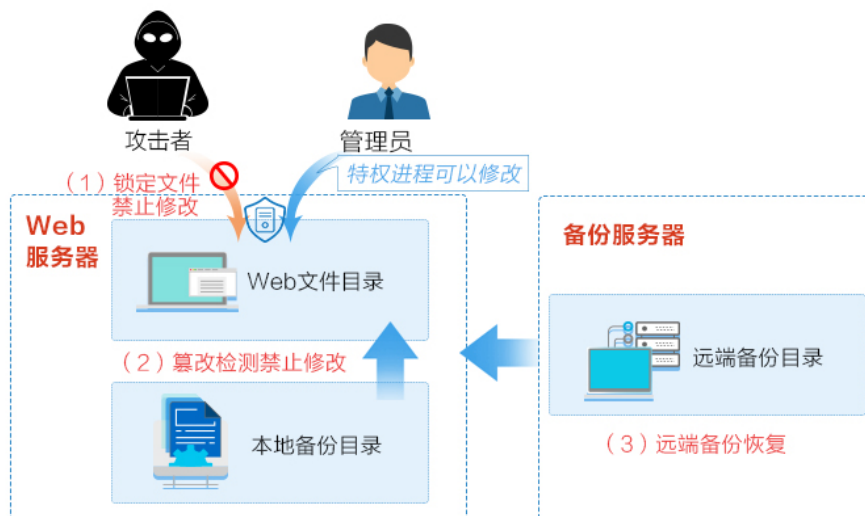 攻击者
管理员
（1）锁定文件
禁止修改
特权进程可以修改
Web
服务器
Web文件目录
（2）篡改检测禁止修改
本地备份目录
备份服务器
远端备份目录
（3）远端备份恢复